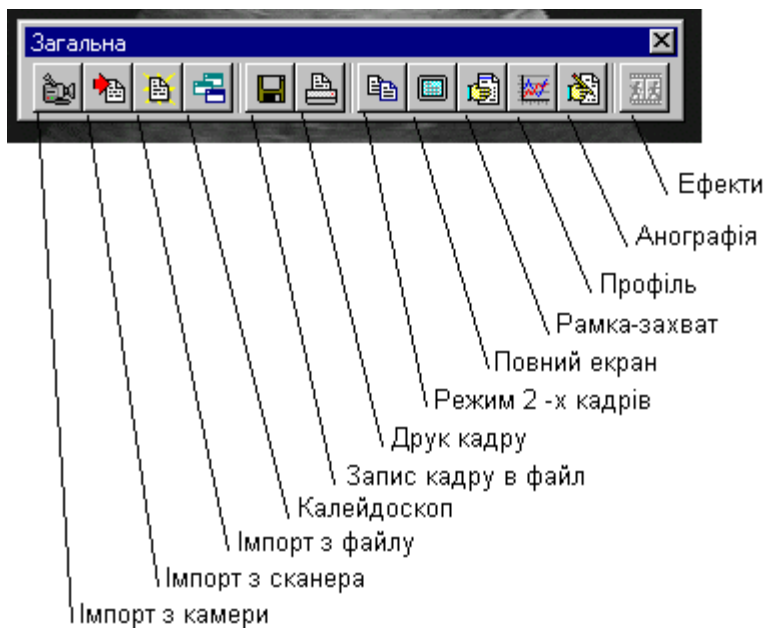 Загальна
Ефекти
Анографія
Профіль
Рамка-захват
Повний екран
Режим 2 -х кадрів
Друк кадру
Запис кадру в файл
Калейдоскоп
Імпорт з файлу
Імпорт з сканера
Імпорт з камери